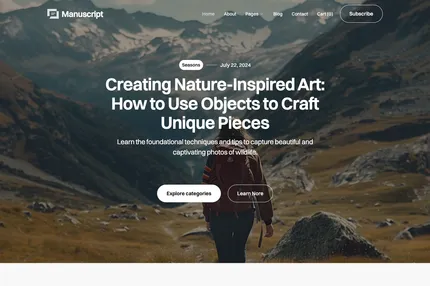 Manuscript
Home About Pages Blog Contact Cart(0) Subscribe
Seasons July 22, 2024
Creating Nature-Inspired Art:
How to Use Objects to Craft
Unique Pieces
Learn the foundational techniques and tips to capture beautiful and
captivating photos of wildlife.
Explore categories Learn More